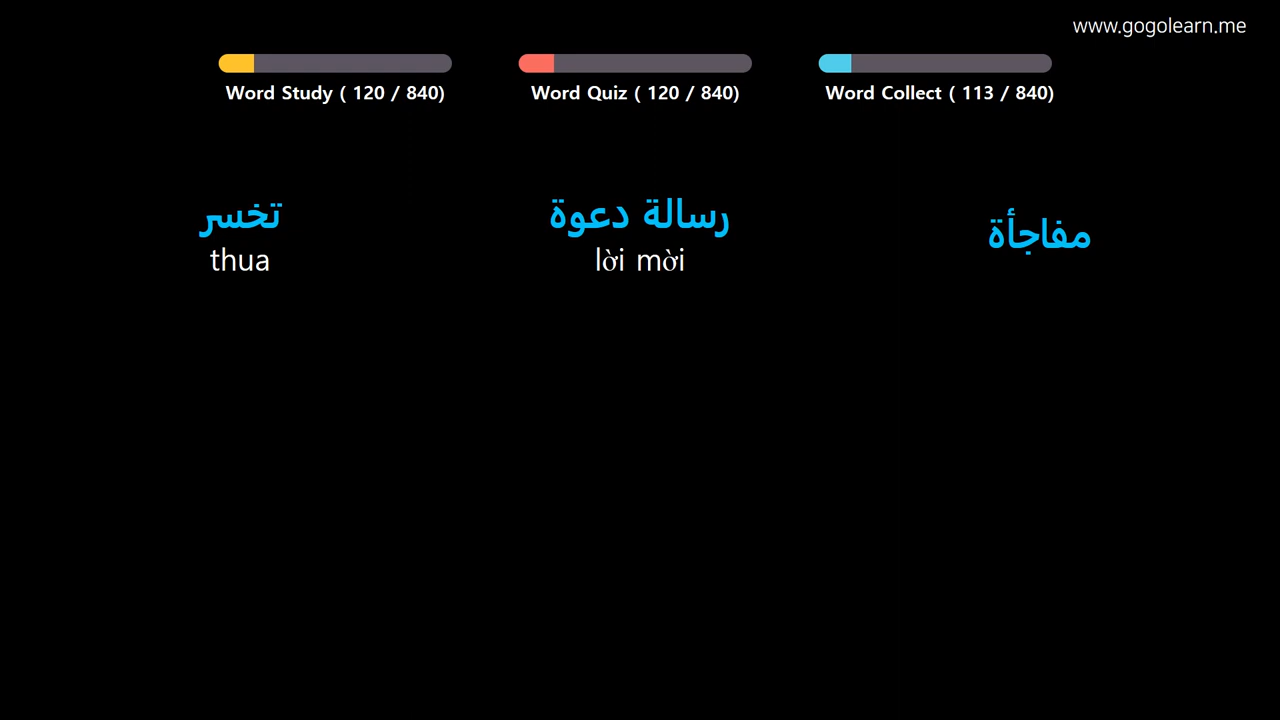 www.gogolearn.me
Word Study ( 120 / 840)
Word Quiz ( 120 / 840)
Word Collect ( 113 / 840)
تخسر
thua
رسالة دعوة
lời mời
مفاجأة